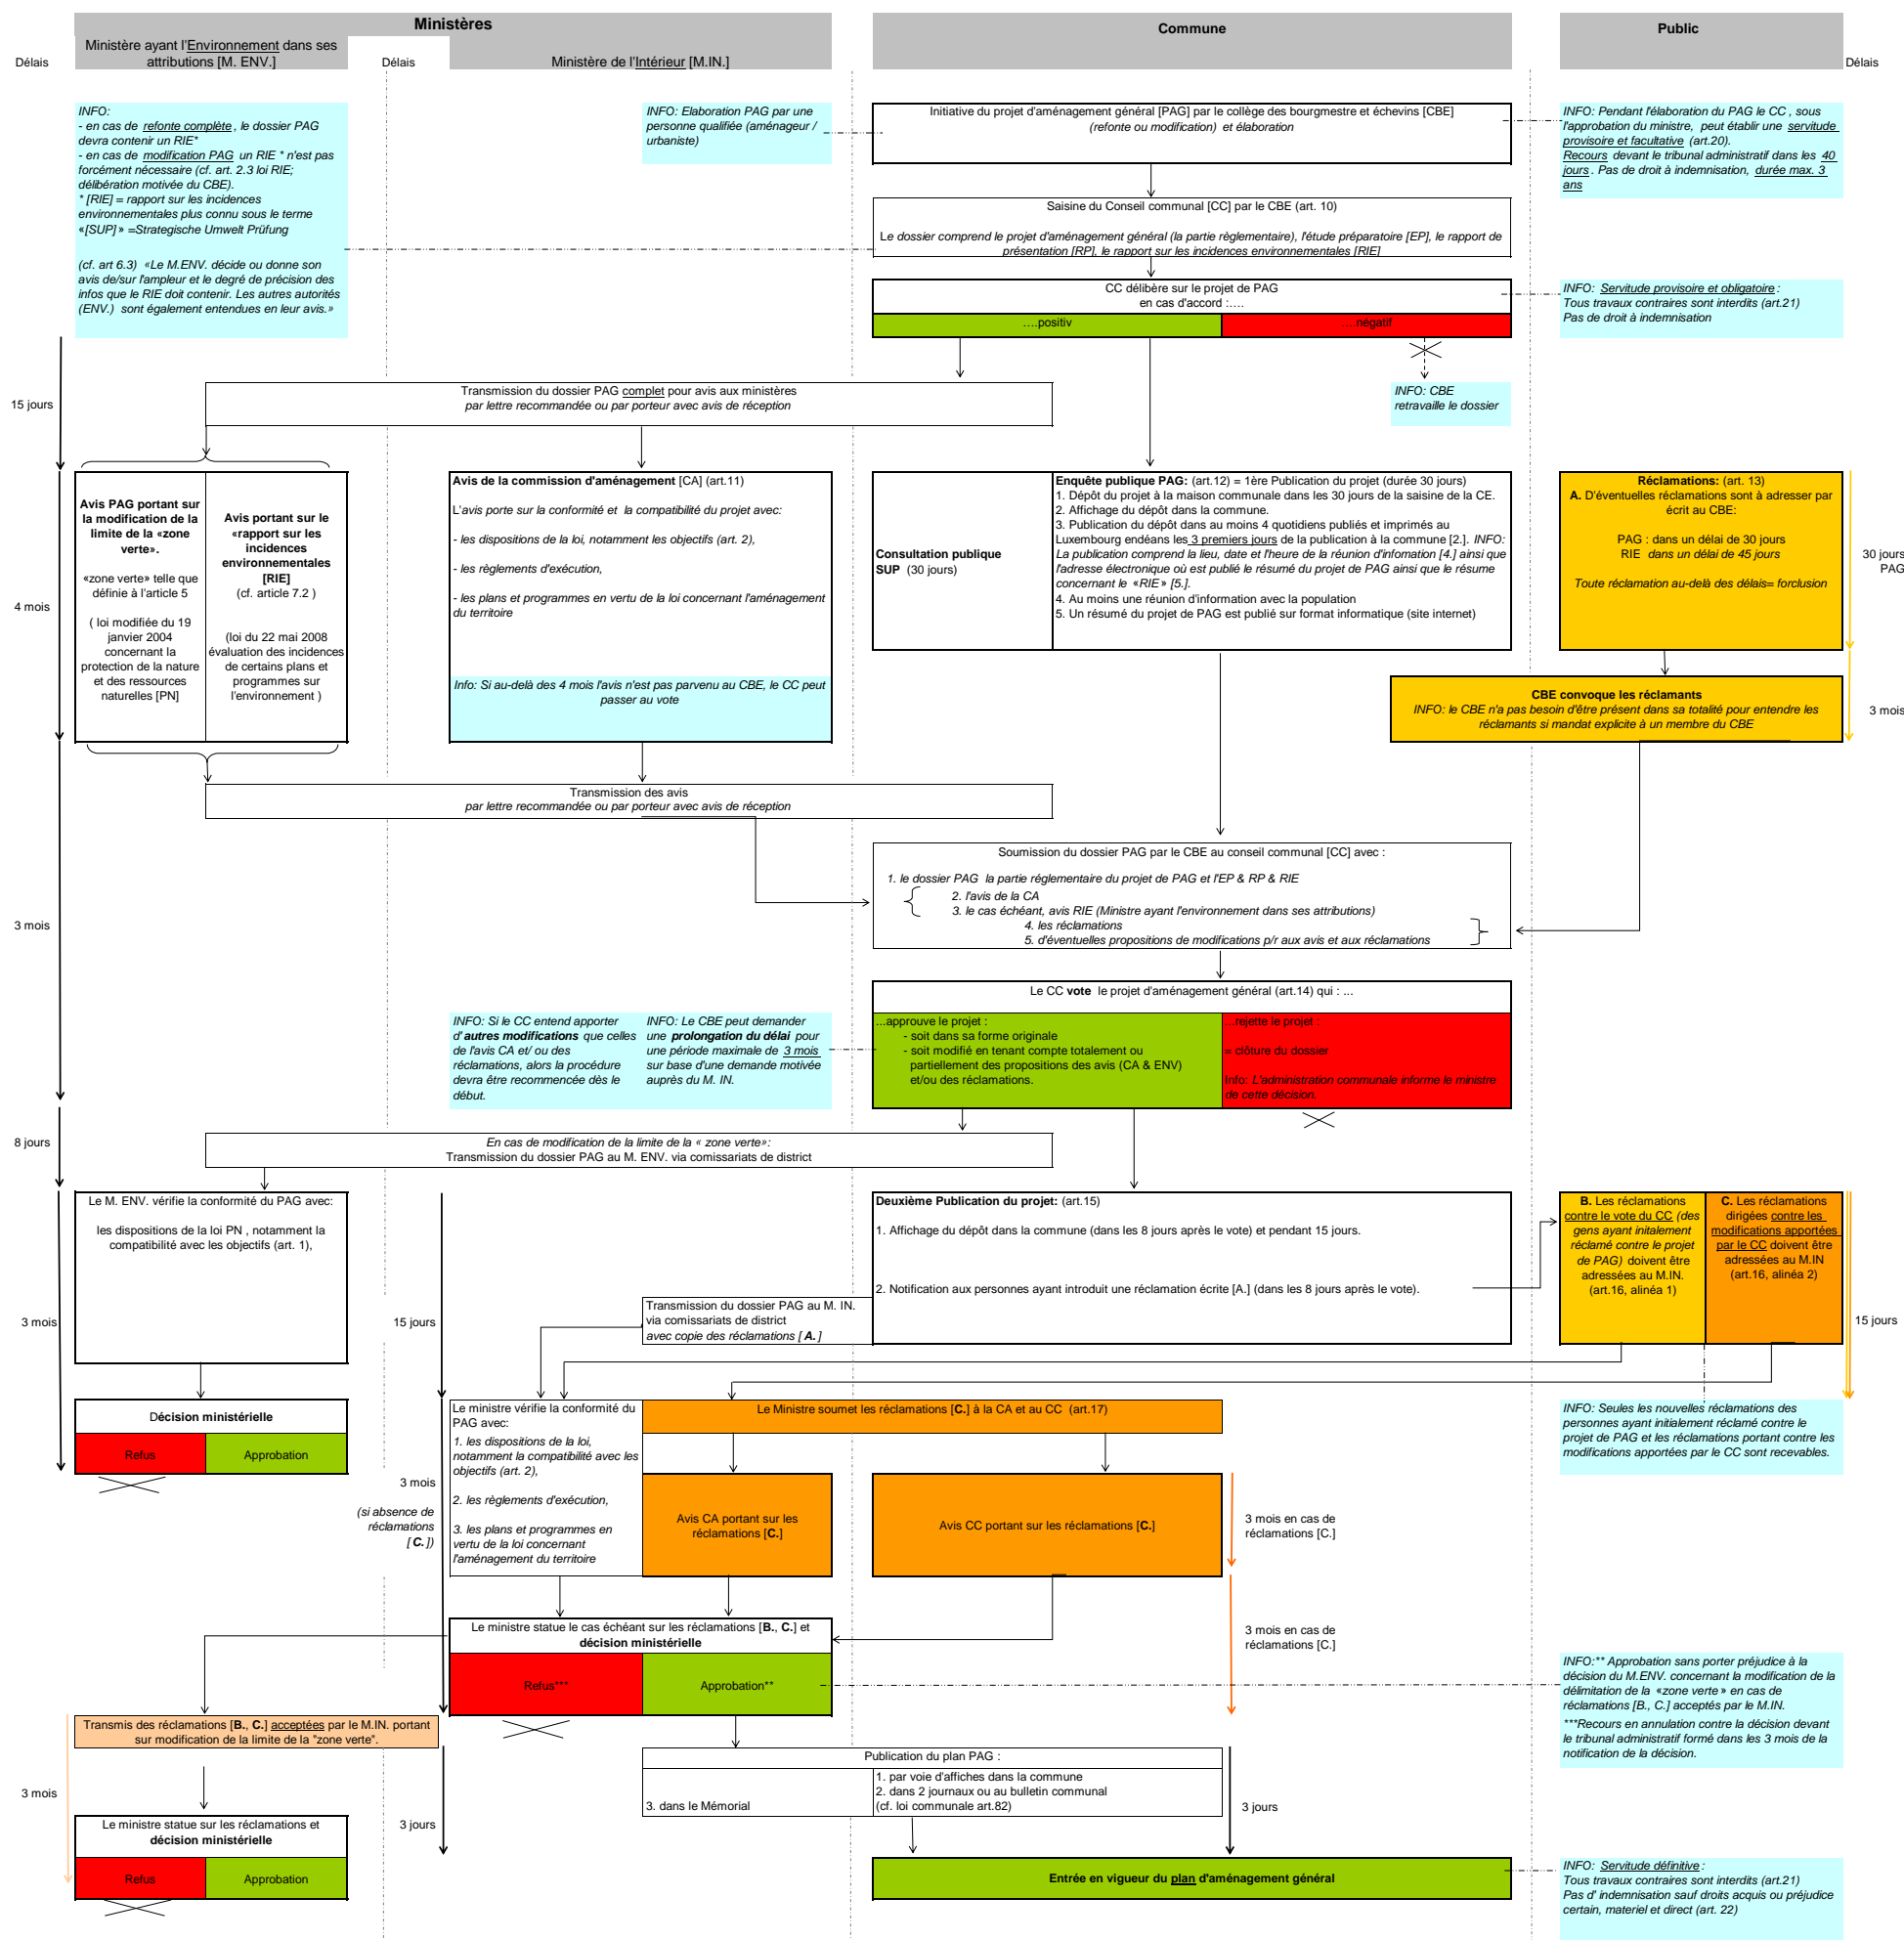 Ministères
Commune
Public
Délais
Ministère ayant l'Environnement dans ses
attributions [M. ENV.]
Délais
Ministère de l'Intérieur [M.IN.]
Délais
INFO:
- en cas de refonte complète , le dossier PAG
devra contenir un RIE*
- en cas de modification PAG un RIE * n'est pas
forcément nécessaire (cf. art. 2.3 loi RIE;
délibération motivée du CBE).
* [RIE] = rapport sur les incidences
environnementales plus connu sous le terme
«[SUP]» =Strategische Umwelt Prüfung
(cf. art 6.3) «Le M.ENV. décide ou donne son
avis de/sur l'ampleur et le degré de précision des
infos que le RIE doit contenir. Les autres autorités
(ENV.) sont également entendues en leur avis.»
INFO: Elaboration PAG par une
personne qualifiée (aménageur /
urbaniste)
Initiative du projet d'aménagement général [PAG] par le collège des bourgmestre et échevins [CBE]
(refonte ou modification) et élaboration
INFO: Pendant l'élaboration du PAG le CC , sous
l'approbation du ministre, peut établir une servitude
provisoire et facultative (art.20).
Recours devant le tribunal administratif dans les 40
jours . Pas de droit à indemnisation, durée max. 3
ans
Saisine du Conseil communal [CC] par le CBE (art. 10)
Le dossier comprend le projet d'aménagement général (la partie règlementaire), l'étude préparatoire [EP], le rapport de
présentation [RP], le rapport sur les incidences environnementales [RIE]
CC délibère sur le projet de PAG
en cas d'accord :....
....positiv
....négatif
INFO: Servitude provisoire et obligatoire :
Tous travaux contraires sont interdits (art.21)
Pas de droit à indemnisation
15 jours
Transmission du dossier PAG complet pour avis aux ministères
par lettre recommandée ou par porteur avec avis de réception
INFO: CBE
retravaille le dossier
4 mois
Avis PAG portant sur
la modification de la
limite de la «zone
verte».
«zone verte» telle que
définie à l'article 5
( loi modifiée du 19
janvier 2004
concernant la
protection de la nature
et des ressources
naturelles [PN]
Avis portant sur le
«rapport sur les
incidences
environnementales
[RIE]
(cf. article 7.2 )
(loi du 22 mai 2008
évaluation des incidences
de certains plans et
programmes sur
l'environnement )
Avis de la commission d'aménagement [CA] (art.11)
L'avis porte sur la conformité et la compatibilité du projet avec:
- les dispositions de la loi, notamment les objectifs (art. 2),
- les règlements d'exécution,
- les plans et programmes en vertu de la loi concernant l'aménagement
du territoire
Info: Si au-delà des 4 mois l'avis n'est pas parvenu au CBE, le CC peut
passer au vote
Consultation publique
SUP (30 jours)
Enquête publique PAG: (art.12) = 1ère Publication du projet (durée 30 jours)
1. Dépôt du projet à la maison communale dans les 30 jours de la saisine de la CE.
2. Affichage du dépôt dans la commune.
3. Publication du dépôt dans au moins 4 quotidiens publiés et imprimés au
Luxembourg endéans les 3 premiers jours de la publication à la commune [2.]. INFO:
La publication comprend la lieu, date et l'heure de la réunion d'infomation [4.] ainsi que
l'adresse électronique où est publié le résumé du projet de PAG ainsi que le résume
concernant le «RIE» [5.].
4. Au moins une réunion d'information avec la population
5. Un résumé du projet de PAG est publié sur format informatique (site internet)
Réclamations: (art. 13)
A. D'éventuelles réclamations sont à adresser par
écrit au CBE:
PAG : dans un délai de 30 jours
RIE dans un délai de 45 jours
Toute réclamation au-delà des délais= forclusion
30 jours
PAG
CBE convoque les réclamants
INFO: le CBE n'a pas besoin d'être présent dans sa totalité pour entendre les
réclamants si mandat explicite à un membre du CBE
3 mois
Transmission des avis
par lettre recommandée ou par porteur avec avis de réception
3 mois
Soumission du dossier PAG par le CBE au conseil communal [CC] avec :
1. le dossier PAG la partie réglementaire du projet de PAG et l'EP & RP & RIE
2. l'avis de la CA
3. le cas échéant, avis RIE (Ministre ayant l'environnement dans ses attributions)
4. les réclamations
5. d'éventuelles propositions de modifications p/r aux avis et aux réclamations
Le CC vote le projet d'aménagement général (art.14) qui : ...
INFO: Si le CC entend apporter
d'autres modifications que celles
de l'avis CA et/ ou des
réclamations, alors la procédure
devra être recommencée dès le
début.
INFO: Le CBE peut demander
une prolongation du délai pour
une période maximale de 3 mois
sur base d'une demande motivée
auprès du M. IN.
...approuve le projet :
- soit dans sa forme originale
- soit modifié en tenant compte totalement ou
partiellement des propositions des avis (CA & ENV)
et/ou des réclamations.
...rejette le projet :
= clôture du dossier
Info: L'administration communale informe le ministre
de cette décision.
8 jours
En cas de modification de la limite de la « zone verte»:
Transmission du dossier PAG au M. ENV. via comissariats de district
3 mois
Le M. ENV. vérifie la conformité du PAG avec:
les dispositions de la loi PN , notamment la
compatibilité avec les objectifs (art. 1),
15 jours
Deuxième Publication du projet: (art.15)
1. Affichage du dépôt dans la commune (dans les 8 jours après le vote) et pendant 15 jours.
2. Notification aux personnes ayant introduit une réclamation écrite [A.] (dans les 8 jours après le vote).
Transmission du dossier PAG au M. IN.
via comissariats de district
avec copie des réclamations [A.]
B. Les réclamations
contre le vote du CC (des
gens ayant initalement
réclamé contre le projet
de PAG) doivent être
adressées au M.IN.
(art.16, alinéa 1)
C. Les réclamations
dirigées contre les
modifications apportées
par le CC doivent être
adressées au M.IN
(art.16, alinéa 2)
15 jours
Décision ministérielle
Refus
Approbation
Le ministre vérifie la conformité du
PAG avec:
1. les dispositions de la loi,
notamment la compatibilité avec les
objectifs (art. 2),
2. les règlements d'exécution,
3. les plans et programmes en
vertu de la loi concernant
l'aménagement du territoire
Le Ministre soumet les réclamations [C.] à la CA et au CC (art.17)
INFO: Seules les nouvelles réclamations des
personnes ayant initialement réclamé contre le
projet de PAG et les réclamations portant contre les
modifications apportées par le CC sont recevables.
3 mois
(si absence de
réclamations
[C.])
Avis CA portant sur les
réclamations [C.]
Avis CC portant sur les réclamations [C.]
3 mois en cas de
réclamations [C.]
Le ministre statue le cas échéant sur les réclamations [B., C.] et
décision ministérielle
Refus***
Approbation**
3 mois en cas de
réclamations [C.]
INFO:** Approbation sans porter préjudice à la
décision du M.ENV. concernant la modification de la
délimitation de la «zone verte» en cas de
réclamations [B., C.] acceptés par le M.IN.
***Recours en annulation contre la décision devant
le tribunal administratif formé dans les 3 mois de la
notification de la décision.
Transmis des réclamations [B., C.] acceptées par le M.IN. portant
sur modification de la limite de la "zone verte".
3 mois
Publication du plan PAG :
3. dans le Mémorial
1. par voie d'affiches dans la commune
2. dans 2 journaux ou au bulletin communal
(cf. loi communale art.82)
3 jours
3 jours
Le ministre statue sur les réclamations et
décision ministérielle
Refus
Approbation
Entrée en vigueur du plan d'aménagement général
INFO: Servitude définitive :
Tous travaux contraires sont interdits (art.21)
Pas d' indemnisation sauf droits acquis ou préjudice
certain, materiel et direct (art. 22)